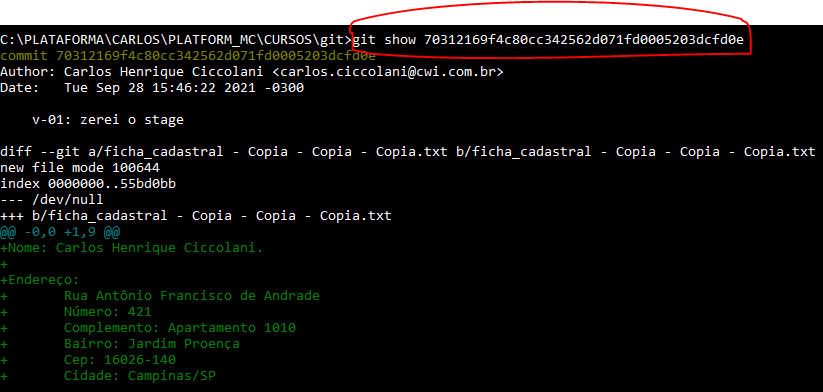 C:\PLATAFORMA\CARLOS\PLATFORM_MC\CURSOS\git>git show 70312169f4c80cc342562d071fd0005203dcfd0e
commit 70312169f4c80cc342562d071fd0005203dcfd0e
Author: Carlos Henrique Ciccolani <carlos.ciccolani@cwi.com.br>
Date:   Tue Sep 28 15:46:22 2021 -0300
    v-01: zerei o stage
diff --git a/ficha_cadastral - Copia - Copia - Copia.txt b/ficha_cadastral - Copia - Copia - Copia.txt
new file mode 100644
index 0000000..55bd0bb
--- /dev/null
+++ b/ficha_cadastral - Copia - Copia - Copia.txt
@@ -0,0 +1,9 @@
+Nome: Carlos Henrique Ciccolani.
+
+Endereço:
+       Rua Antônio Francisco de Andrade
+       Número: 421
+       Complemento: Apartamento 1010
+       Bairro: Jardim Proença
+       Cep: 16026-140
+       Cidade: Campinas/SP